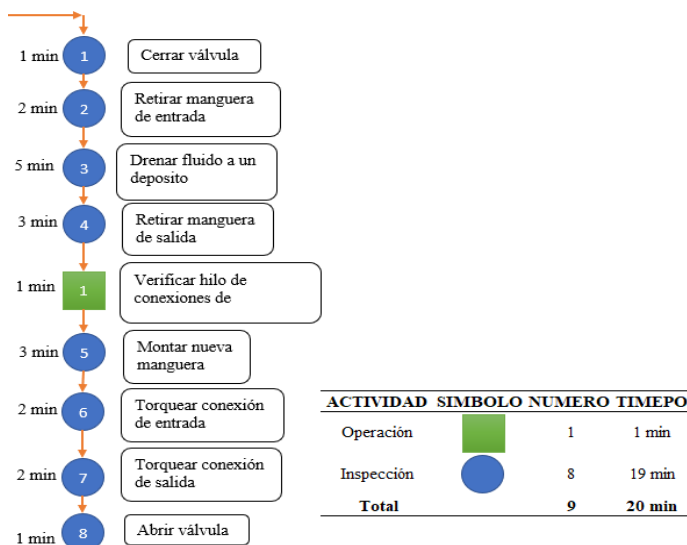 1 min 1 Cerrar válvula
2 min 2 Retirar manguera
de entrada
5 min 3 Drenar fluido a un
deposito
3 min 4 Retirar manguera
de salida
1 min 1 Verificar hilo de
conexiones de
3 min 5 Montar nueva
manguera
2 min 6 Torquear conexión
de entrada
2 min 7 Torquear conexión
de salida
1 min 8 Abrir válvula
ACTIVIDAD SIMBOLO NUMERO TIMEPO
Operación 1 1 min
Inspección 8 19 min
Total 9 20 min